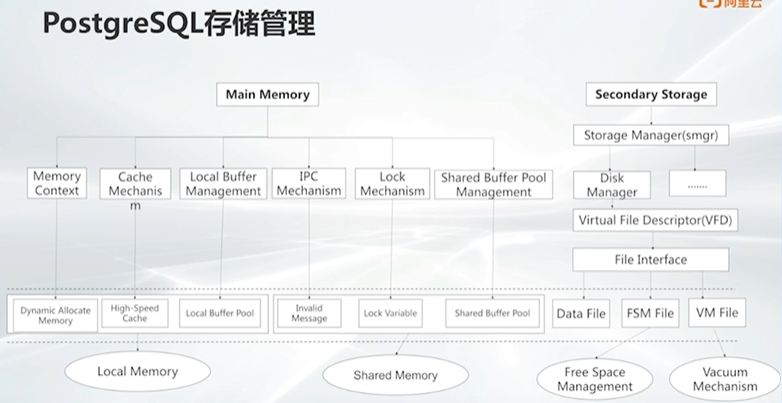 PostgreSQL存储管理
阿里云
Main Memory
Secondary Storage
Storage Manager(smgr)
Memory
Context
Cache
Mechanis
m
Local Buffer
Management
IPC
Mechanism
Lock
Mechanism
Shared Buffer Pool
Management
Disk
Manager
.......
Virtual File Descriptor(VFD)
File Interface
Dynamic Allocate
Memory
High-Speed
Cache
Local Buffer Pool
Invalid
Message
Lock Variable
Shared Buffer Pool
Data File
FSM File
VM File
Local Memory
Shared Memory
Free Space
Management
Vacuum
Mechanism